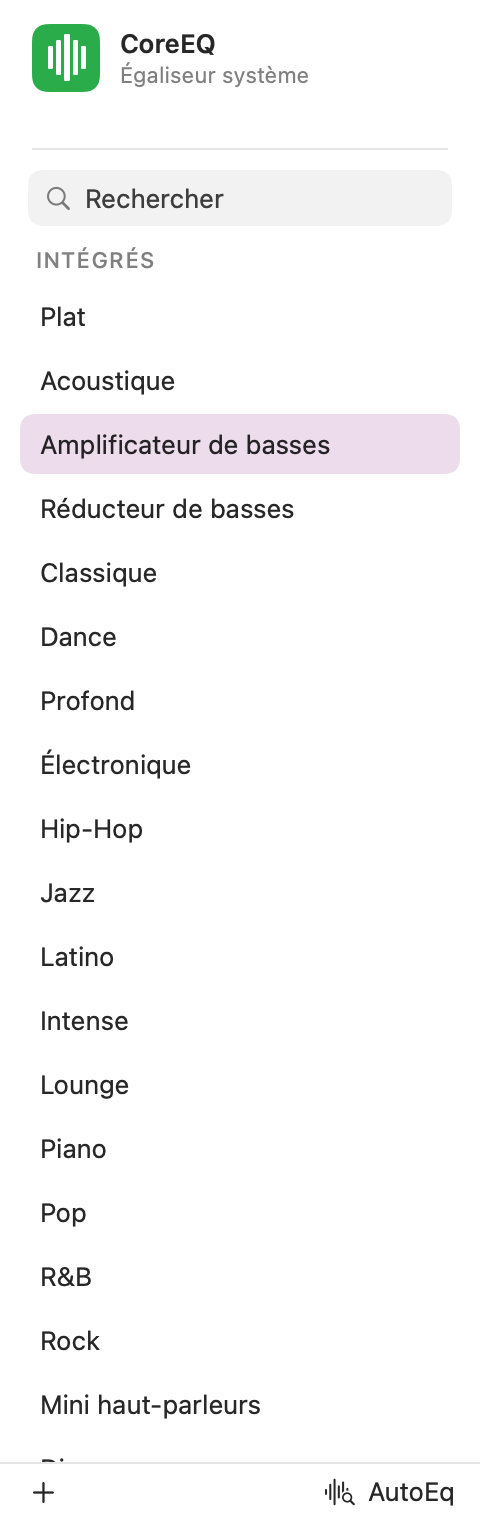 CoreEQ
Égaliseur système
Rechercher
INTÉGRÉS
Plat
Acoustique
Amplificateur de basses
Réducteur de basses
Classique
Dance
Profond
Électronique
Hip-Hop
Jazz
Latino
Intense
Lounge
Piano
Pop
R&B
Rock
Mini haut-parleurs
+
AutoEq